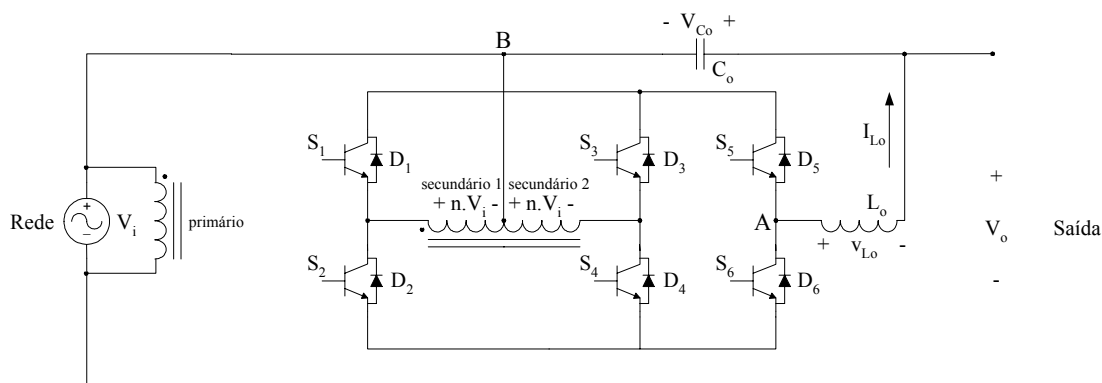 - V_Co +
B
C_o
S_1
D_1
S_3
D_3
S_5
D_5
I_Lo
secundário 1
secundário 2
+ n.V_i -
+ n.V_i -
Rede
+
-
V_i
primário
A
L_o
+ v_Lo -
+
V_o
-
Saída
S_2
D_2
S_4
D_4
S_6
D_6